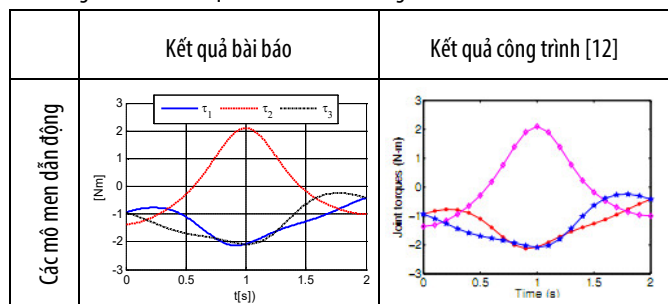 Kết quả bài báo
Kết quả công trình [12]
Các mô men dẫn động
τ1 τ2 τ3
[Nm]
3
2
1
0
-1
-2
-3
0 0.5 1 1.5 2
t[s])
Joint torques (N-m)
3
2
1
0
-1
-2
-3
0 0.5 1 1.5 2
Time (s)